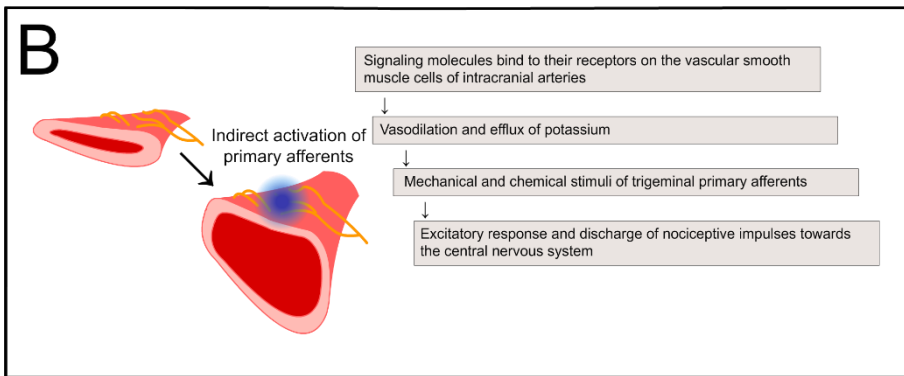 B
Indirect activation of
primary afferents
Signaling molecules bind to their receptors on the vascular smooth
muscle cells of intracranial arteries
↓
Vasodilation and efflux of potassium
↓
Mechanical and chemical stimuli of trigeminal primary afferents
↓
Excitatory response and discharge of nociceptive impulses towards
the central nervous system